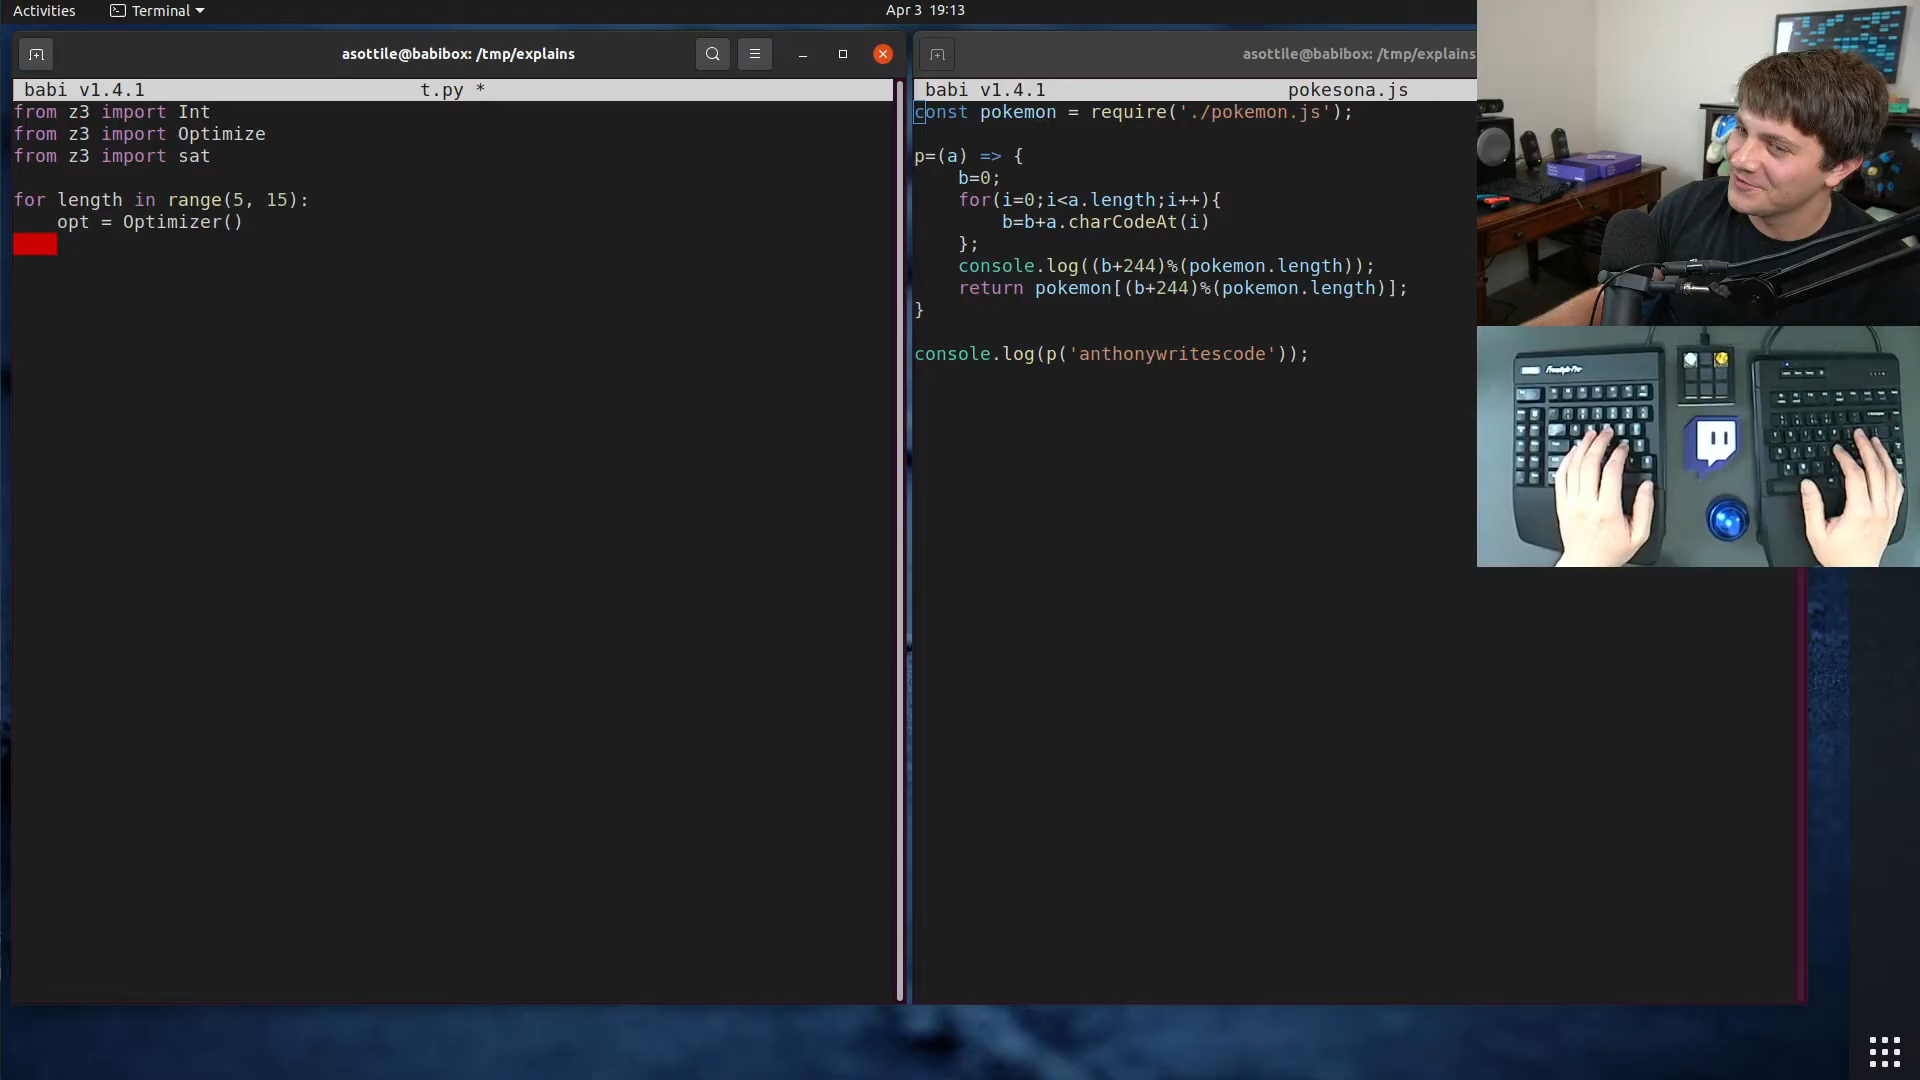 Activities
Terminal
Apr 3 19:13
asottile@babibox: /tmp/explains
babi v1.4.1
t.py *
from z3 import Int
from z3 import Optimize
from z3 import sat
for length in range(5, 15):
opt = Optimizer()
asottile@babibox: /tmp/explains
babi v1.4.1
pokesona.js
const pokemon = require('./pokemon.js');
p=(a) => {
b=0;
for(i=0;i<a.length;i++){
b=b+a.charCodeAt(i)
};
console.log((b+244)%(pokemon.length));
return pokemon[(b+244)%(pokemon.length)];
}
console.log(p('anthonywritescode'));
Freestyle Pro